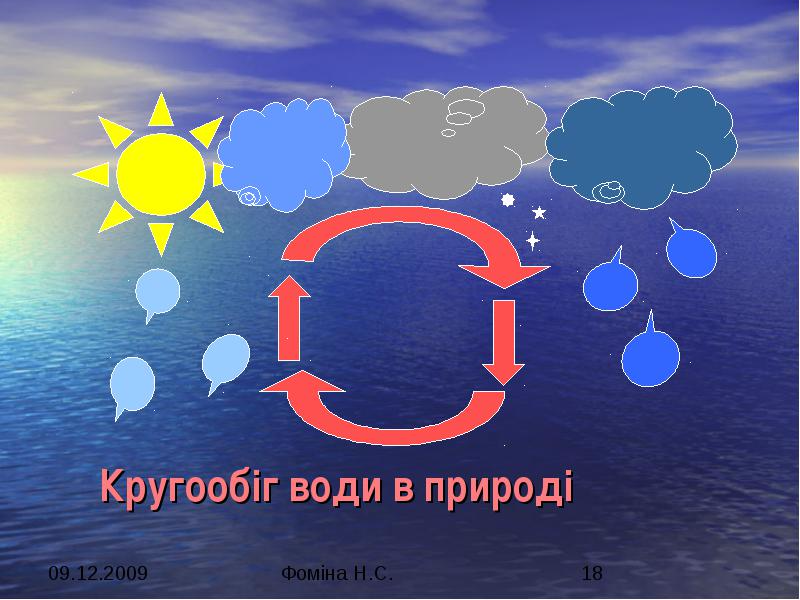 Кругообіг води в природі
09.12.2009 Фоміна Н.С. 18